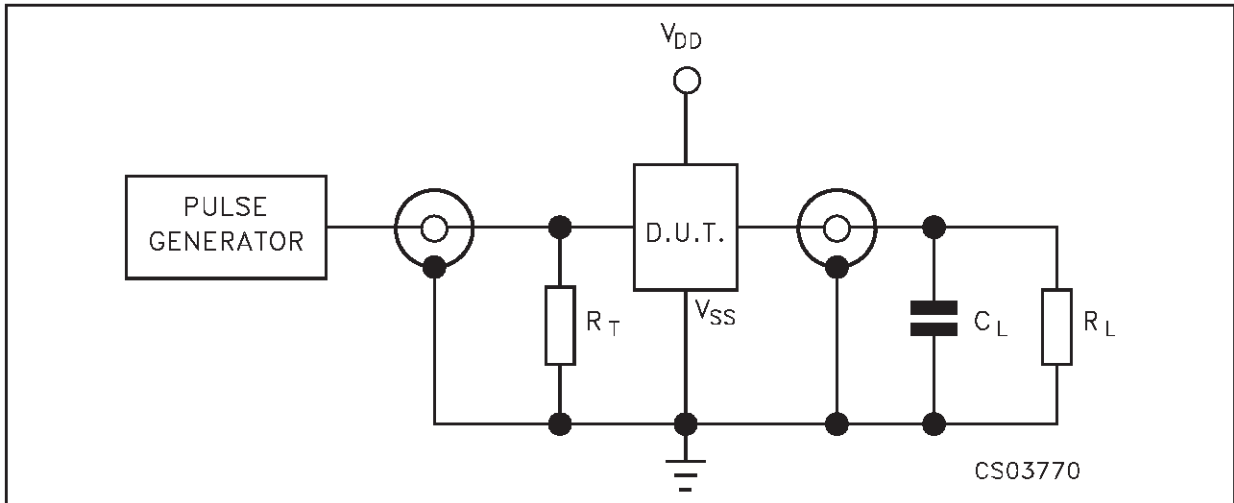 VDD
PULSE
GENERATOR
D.U.T.
RT
VSS
CL
RL
CS03770